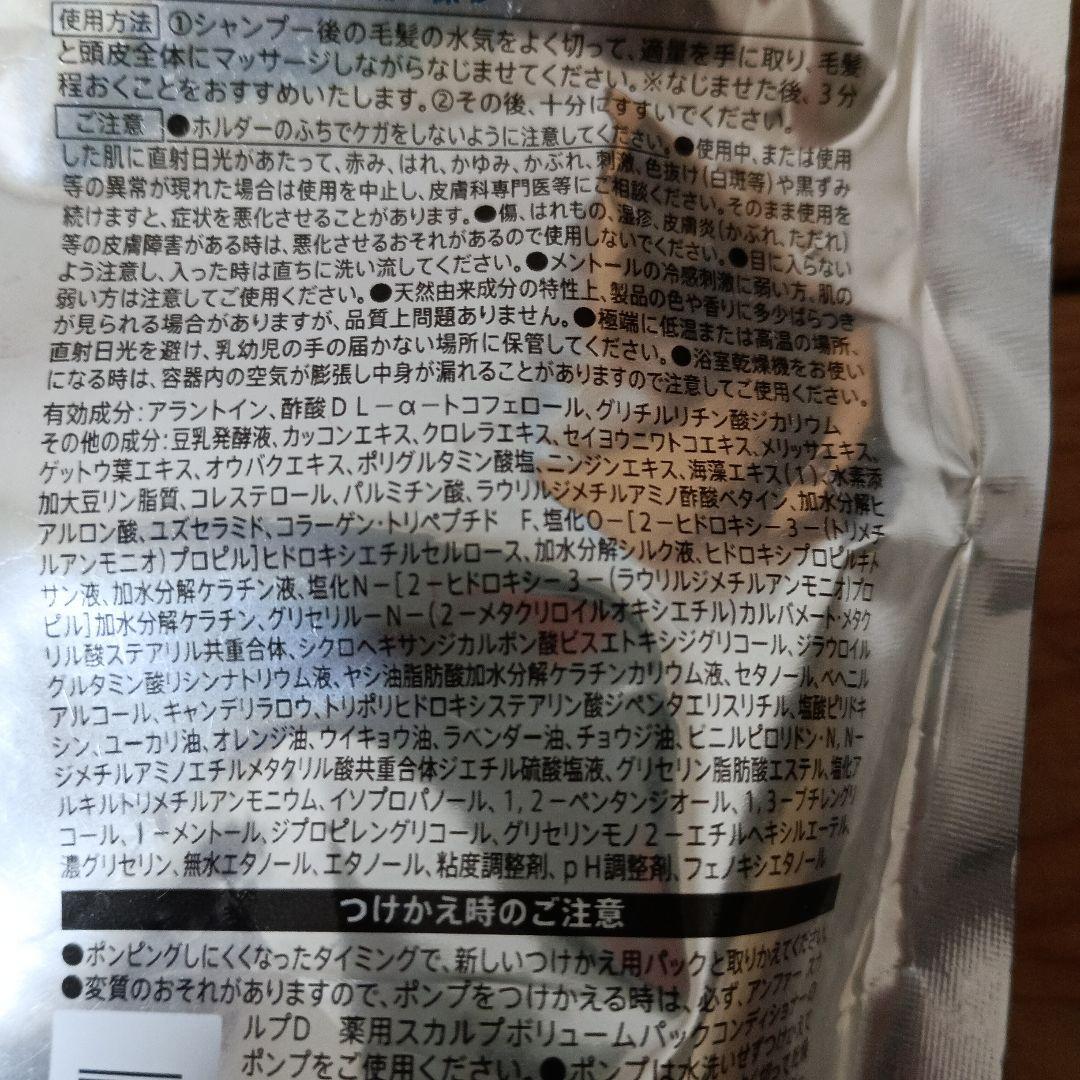 使用方法 ①シャンプー後の毛髪の水気をよく切って、適量を手に取り、毛髪
と頭皮全体にマッサージしながらなじませてください。※なじませた後、3分
程おくことをおすすめいたします。②その後、十分にすすいでください。
ご注意 ●ホルダーのふちでケガをしないように注意してください。●使用中、または使用
した肌に直射日光があたって、赤み、はれ、かゆみ、かぶれ、刺激、色抜け(白斑等)や黒ずみ
等の異常が現れた場合は使用を中止し、皮膚科専門医等にご相談ください。そのまま使用を
続けますと、症状を悪化させることがあります。●傷、はれもの、湿疹、皮膚炎(かぶれ、ただれ)
等の皮膚障害がある時は、悪化させるおそれがあるので使用しないでください。●目に入らない
よう注意し、入った時は直ちに洗い流してください。●メントールの冷感刺激に弱い方、肌の
弱い方は注意してご使用ください。●天然由来成分の特性上、製品の色や香りに多少ばらつき
が見られる場合がありますが、品質上問題ありません。●極端に低温または高温の場所、
直射日光を避け、乳幼児の手の届かない場所に保管してください。●浴室乾燥機をお使い
になる時は、容器内の空気が膨張し中身が漏れることがありますので注意してご使用ください。
有効成分:アラントイン、酢酸DL-α-トコフェロール、グリチルリチン酸ジカリウム
その他の成分:豆乳発酵液、カッコンエキス、クロレラエキス、セイヨウニワトコエキス、メリッサエキス、
ゲットウ葉エキス、オウバクエキス、ポリグルタミン酸塩、ニンジンエキス、海藻エキス(1)、水素添
加大豆リン脂質、コレステロール、パルミチン酸、ラウリルジメチルアミノ酢酸ベタイン、加水分解ヒ
アルロン酸、ユズセラミド、コラーゲン・トリペプチド F、塩化O-[2-ヒドロキシ-3-(トリメチ
ルアンモニオ)プロピル]ヒドロキシエチルセルロース、加水分解シルク液、ヒドロキシプロピルキト
サン液、加水分解ケラチン液、塩化N-[2-ヒドロキシ-3-(ラウリルジメチルアンモニオ)プロ
ピル]加水分解ケラチン、グリセリル-N-(2-メタクリロイルオキシエチル)カルバメート・メタク
リル酸ステアリル共重合体、シクロヘキサンジカルボン酸ビスエトキシジグリコール、ジラウロイル
グルタミン酸リシンナトリウム液、ヤシ油脂肪酸加水分解ケラチンカリウム液、セタノール、ベヘニル
アルコール、キャンデリラロウ、トリポリヒドロキシステアリン酸ジペンタエリスリチル、塩酸ピリドキ
シン、ユーカリ油、オレンジ油、ウイキョウ油、ラベンダー油、チョウジ油、ビニルピロリドン・N,N-
ジメチルアミノエチルメタクリル酸共重合体ジエチル硫酸塩液、グリセリン脂肪酸エステル、塩化ア
ルキルトリメチルアンモニウム、イソプロパノール、1,2-ペンタンジオール、1,3-ブチレングリ
コール、l-メントール、ジプロピレングリコール、グリセリンモノ2-エチルヘキシルエーテル、
濃グリセリン、無水エタノール、エタノール、粘度調整剤、pH調整剤、フェノキシエタノール
つけかえ時のご注意
●ポンピングしにくくなったタイミングで、新しいつけかえ用パックと取りかえてください。
●変質のおそれがありますので、ポンプをつけかえる時は、必ず、アンファー スカ
ルプD 薬用スカルプボリュームパックコンディショナーの
ポンプをご使用ください。●ポンプは水洗いせずつけかえて